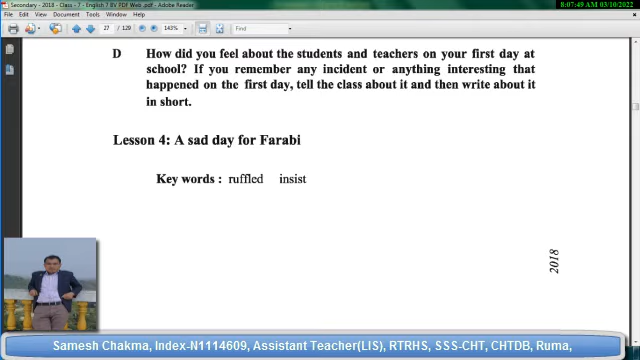 Secondary - 2018 - Class - 7 - English 7 BV PDF Web .pdf - Adobe Reader
8:07:49 AM 03/10/2022
File Edit View Document Tools Window Help
27 / 129 143% Find
D How did you feel about the students and teachers on your first day at
school? If you remember any incident or anything interesting that
happened on the first day, tell the class about it and then write about it
in short.
Lesson 4: A sad day for Farabi
Key words : ruffled insist
2018
Samesh Chakma, Index-N1114609, Assistant Teacher(LIS), RTRHS, SSS-CHT, CHTDB, Ruma,